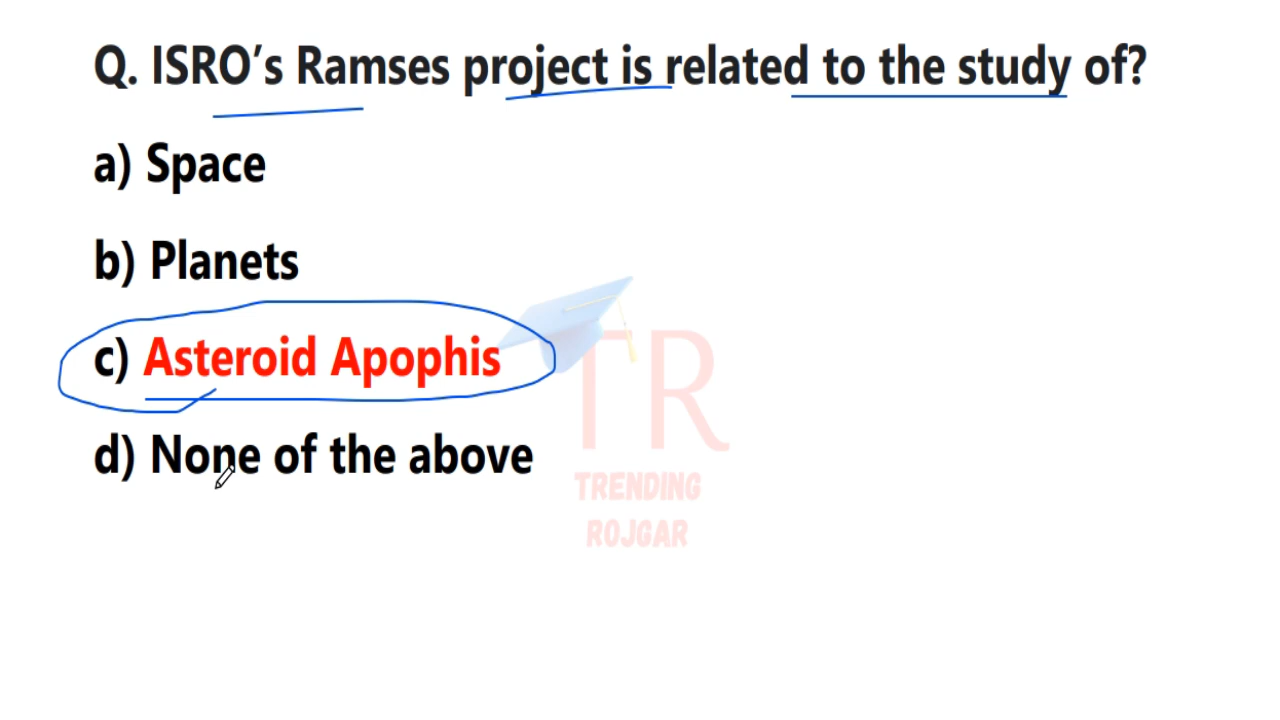 Q. ISRO’s Ramses project is related to the study of?
a) Space
b) Planets
c) Asteroid Apophis
d) None of the above
TR
TRENDING
ROJGAR